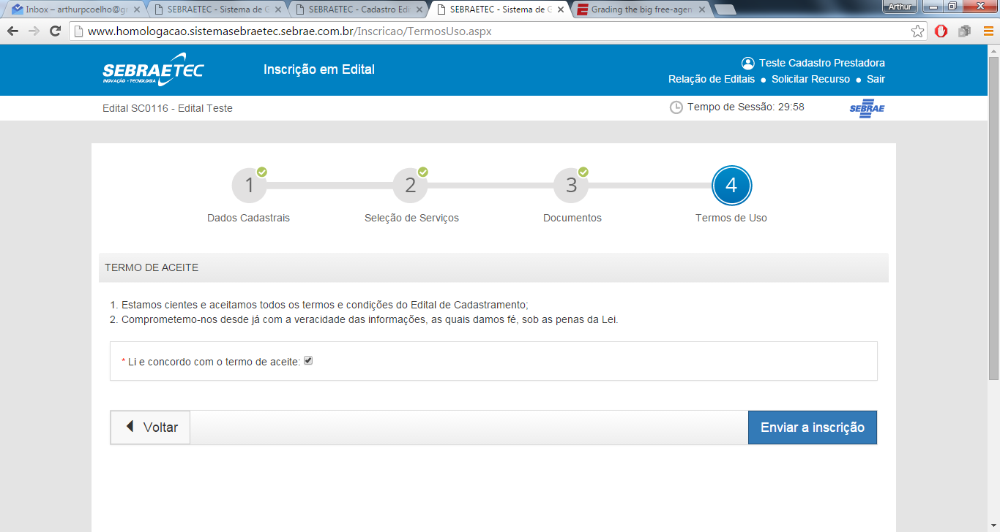 Inbox – arthurpcoelho@gr
SEBRAETEC - Sistema de G
SEBRAETEC - Cadastro Edi
SEBRAETEC - Sistema de G
Grading the big free-agen
Arthur
www.homologacao.sistemasebraetec.sebrae.com.br/Inscricao/TermosUso.aspx
SEBRAETEC
INOVAÇÃO - TECNOLOGIA
Inscrição em Edital
Teste Cadastro Prestadora
Relação de Editais • Solicitar Recurso • Sair
Edital SC0116 - Edital Teste
Tempo de Sessão: 29:58
SEBRAE
1 2 3 4
Dados Cadastrais Seleção de Serviços Documentos Termos de Uso
TERMO DE ACEITE
1. Estamos cientes e aceitamos todos os termos e condições do Edital de Cadastramento;
2. Comprometemo-nos desde já com a veracidade das informações, as quais damos fé, sob as penas da Lei.
* Li e concordo com o termo de aceite:
Voltar
Enviar a inscrição